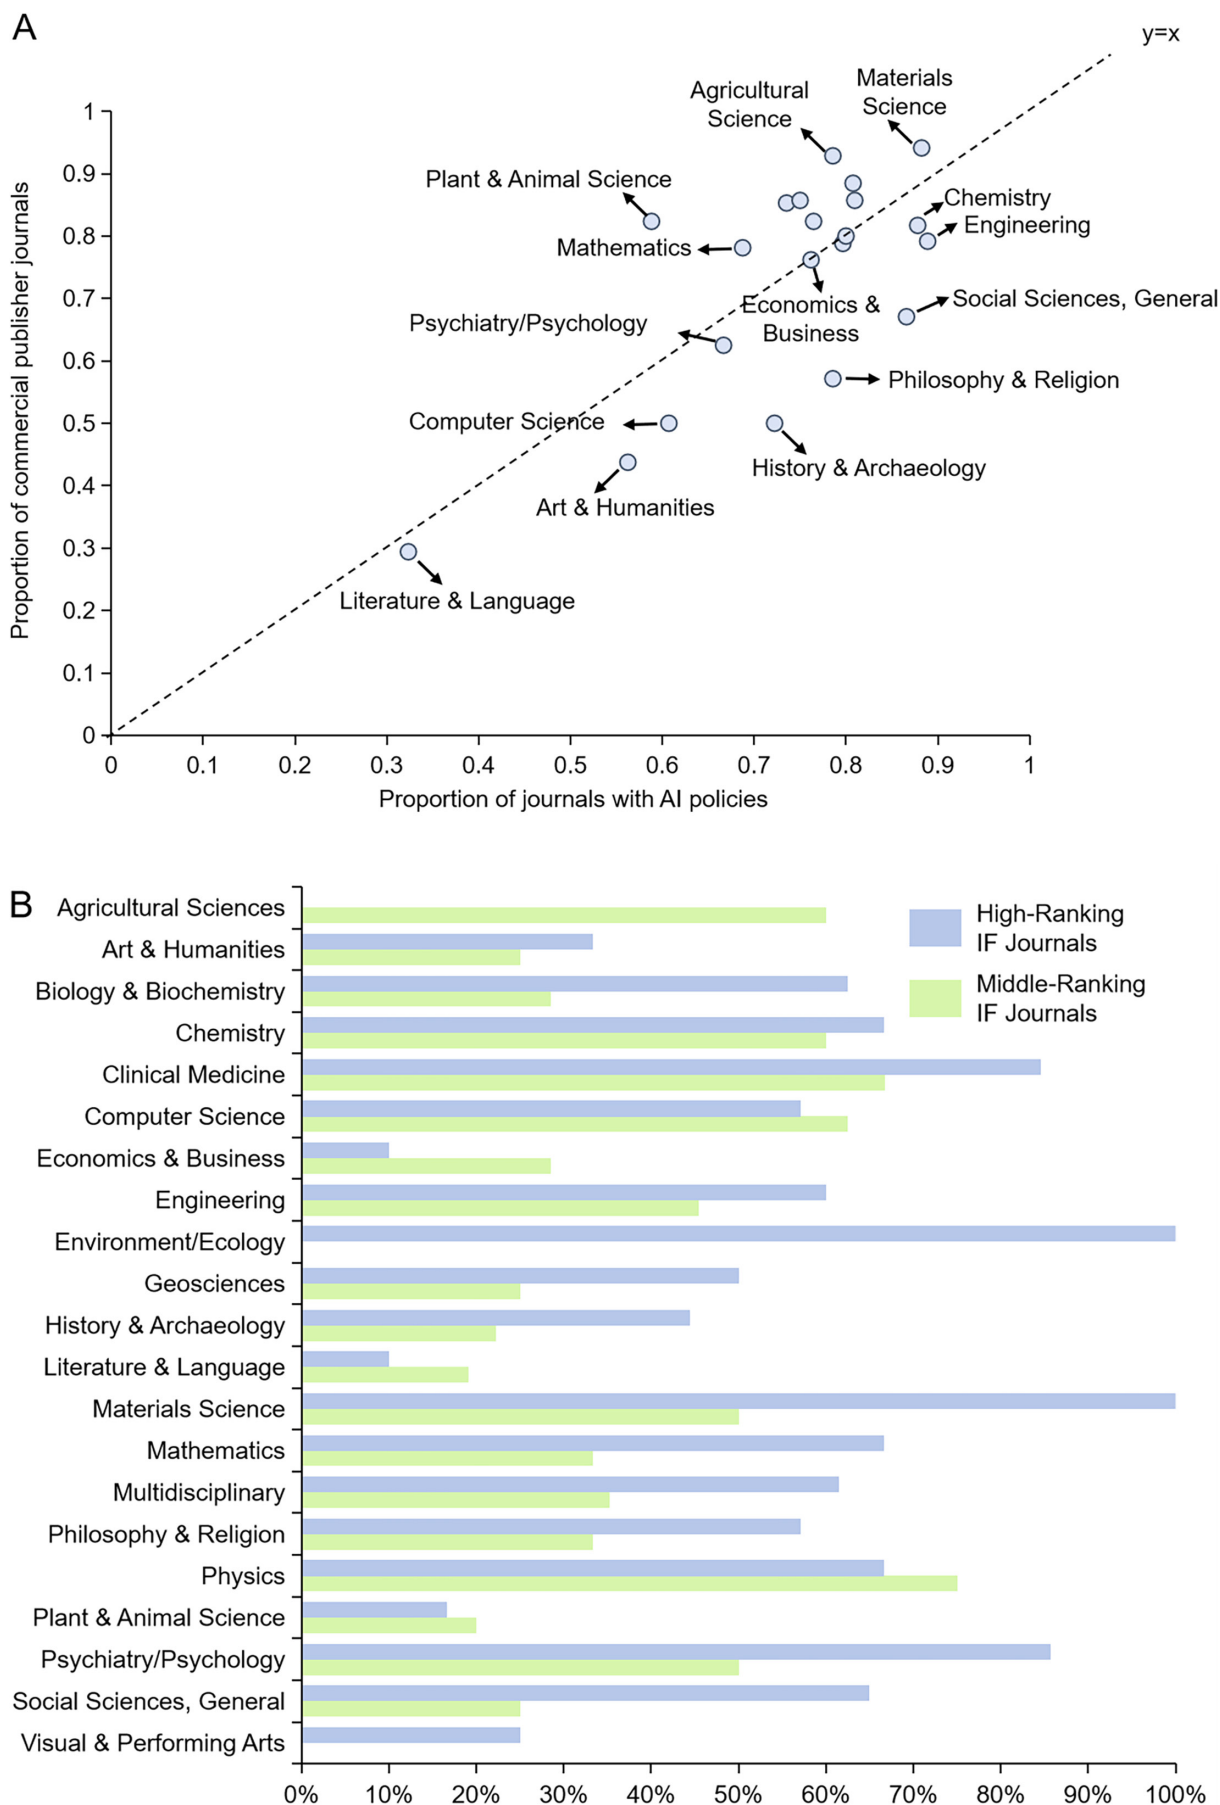 A
y=x
Materials
Science
Agricultural
Science
1
0.9
0.8
0.7
0.6
0.5
0.4
0.3
0.2
0.1
0
Proportion of commercial publisher journals
Plant & Animal Science
Chemistry
Engineering
Mathematics
Social Sciences, General
Economics &
Business
Psychiatry/Psychology
Philosophy & Religion
Computer Science
History & Archaeology
Art & Humanities
Literature & Language
0 0.1 0.2 0.3 0.4 0.5 0.6 0.7 0.8 0.9 1
Proportion of journals with AI policies
B
High-Ranking
IF Journals
Middle-Ranking
IF Journals
Agricultural Sciences
Art & Humanities
Biology & Biochemistry
Chemistry
Clinical Medicine
Computer Science
Economics & Business
Engineering
Environment/Ecology
Geosciences
History & Archaeology
Literature & Language
Materials Science
Mathematics
Multidisciplinary
Philosophy & Religion
Physics
Plant & Animal Science
Psychiatry/Psychology
Social Sciences, General
Visual & Performing Arts
0% 10% 20% 30% 40% 50% 60% 70% 80% 90% 100%